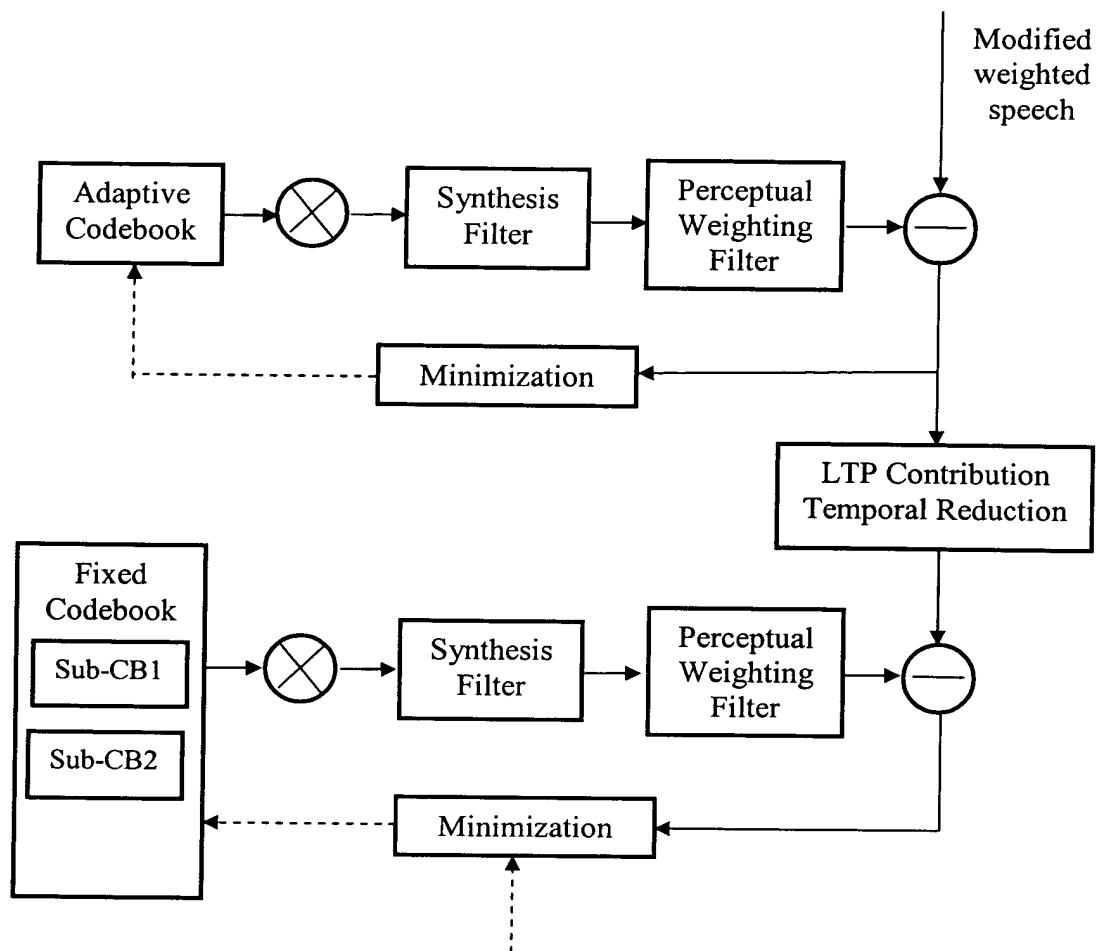 Modified
weighted
speech
Adaptive
Codebook
Synthesis
Filter
Perceptual
Weighting
Filter
Minimization
LTP Contribution
Temporal Reduction
Fixed
Codebook
Sub-CB1
Sub-CB2
Synthesis
Filter
Perceptual
Weighting
Filter
Minimization